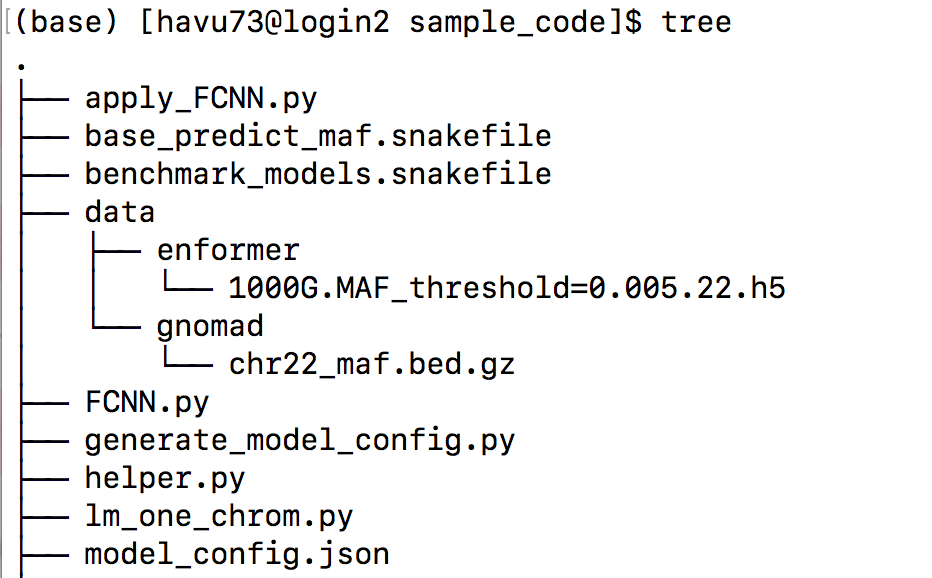 (base) [havu73@login2 sample_code]$ tree
.
├── apply_FCNN.py
├── base_predict_maf.snakefile
├── benchmark_models.snakefile
├── data
│   ├── enformer
│   │   └── 1000G.MAF_threshold=0.005.22.h5
│   └── gnomad
│       └── chr22_maf.bed.gz
├── FCNN.py
├── generate_model_config.py
├── helper.py
├── lm_one_chrom.py
├── model_config.json